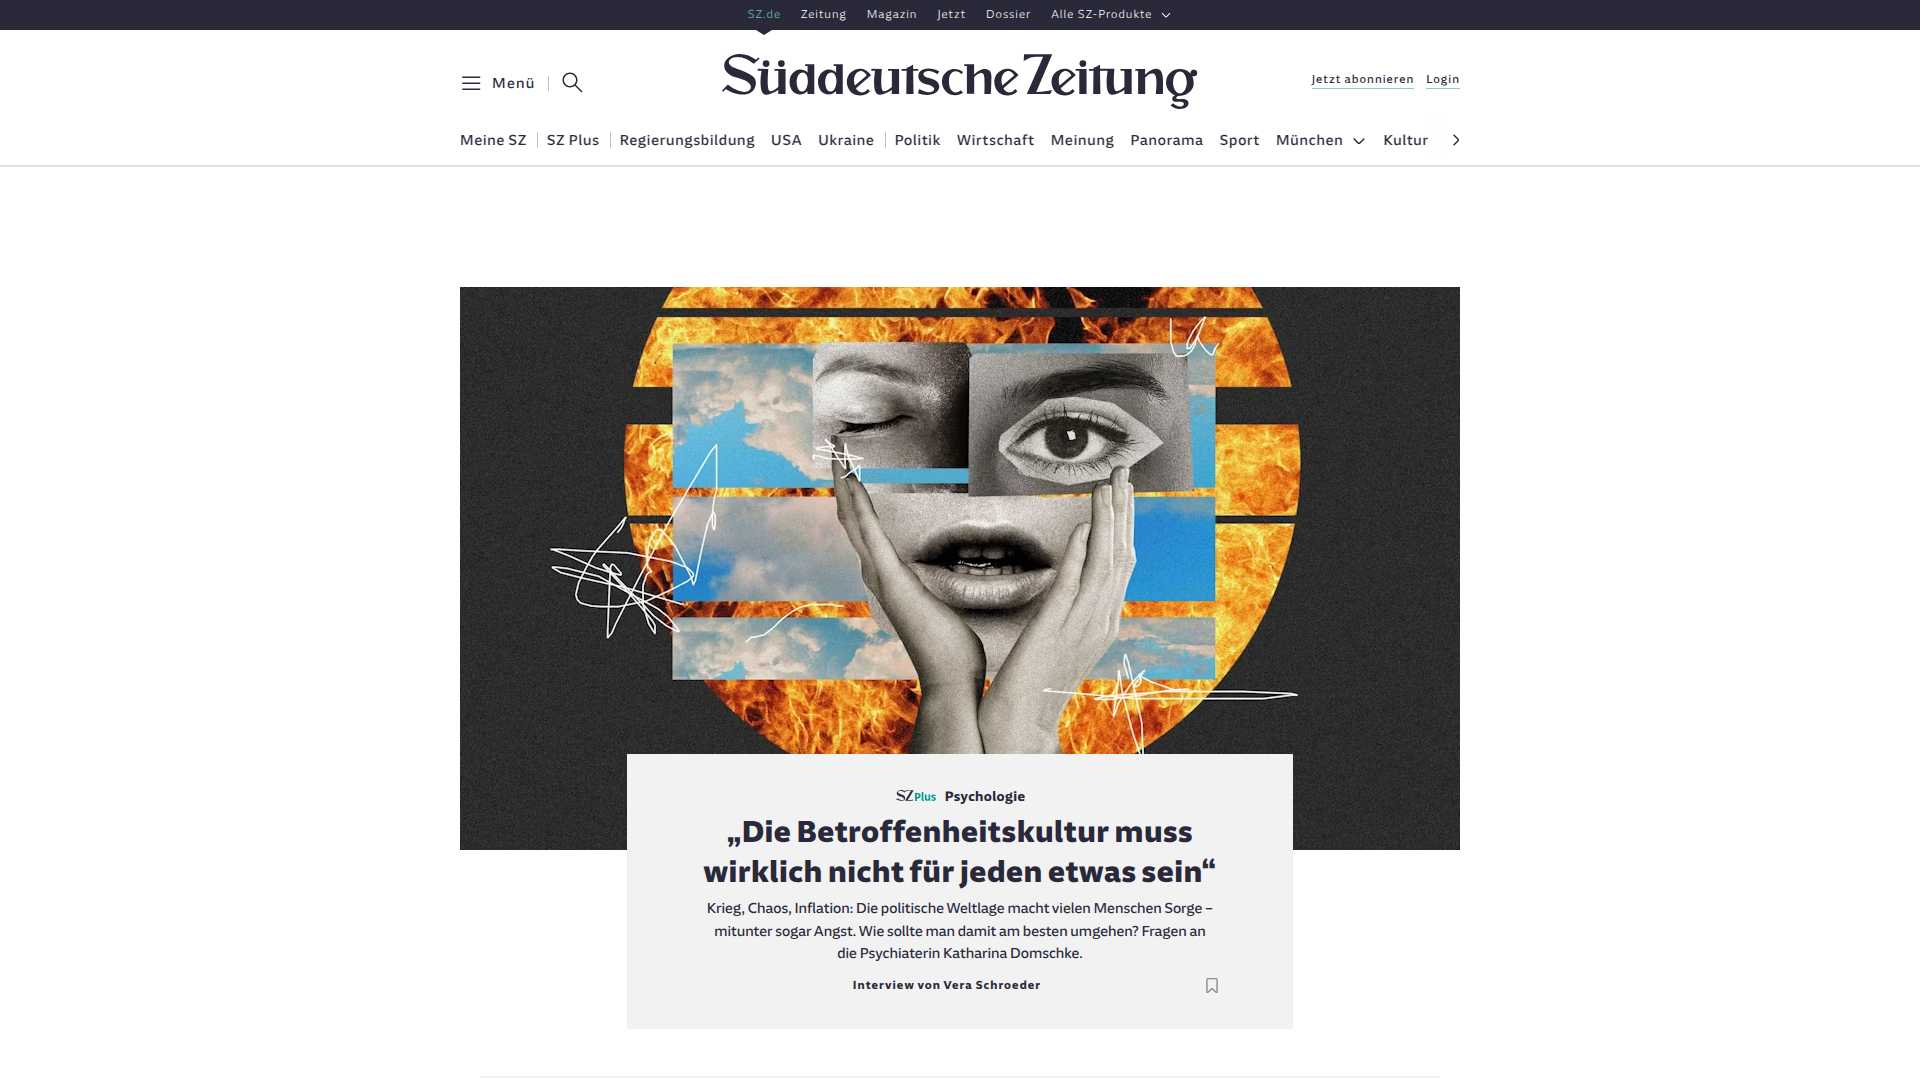 SZ.de Zeitung Magazin Jetzt Dossier Alle SZ-Produkte
Menü
Süddeutsche Zeitung
Jetzt abonnieren Login
Meine SZ SZ Plus Regierungsbildung USA Ukraine Politik Wirtschaft Meinung Panorama Sport München Kultur
SZ Plus Psychologie
„Die Betroffenheitskultur muss
wirklich nicht für jeden etwas sein“
Krieg, Chaos, Inflation: Die politische Weltlage macht vielen Menschen Sorge –
mitunter sogar Angst. Wie sollte man damit am besten umgehen? Fragen an
die Psychiaterin Katharina Domschke.
Interview von Vera Schroeder